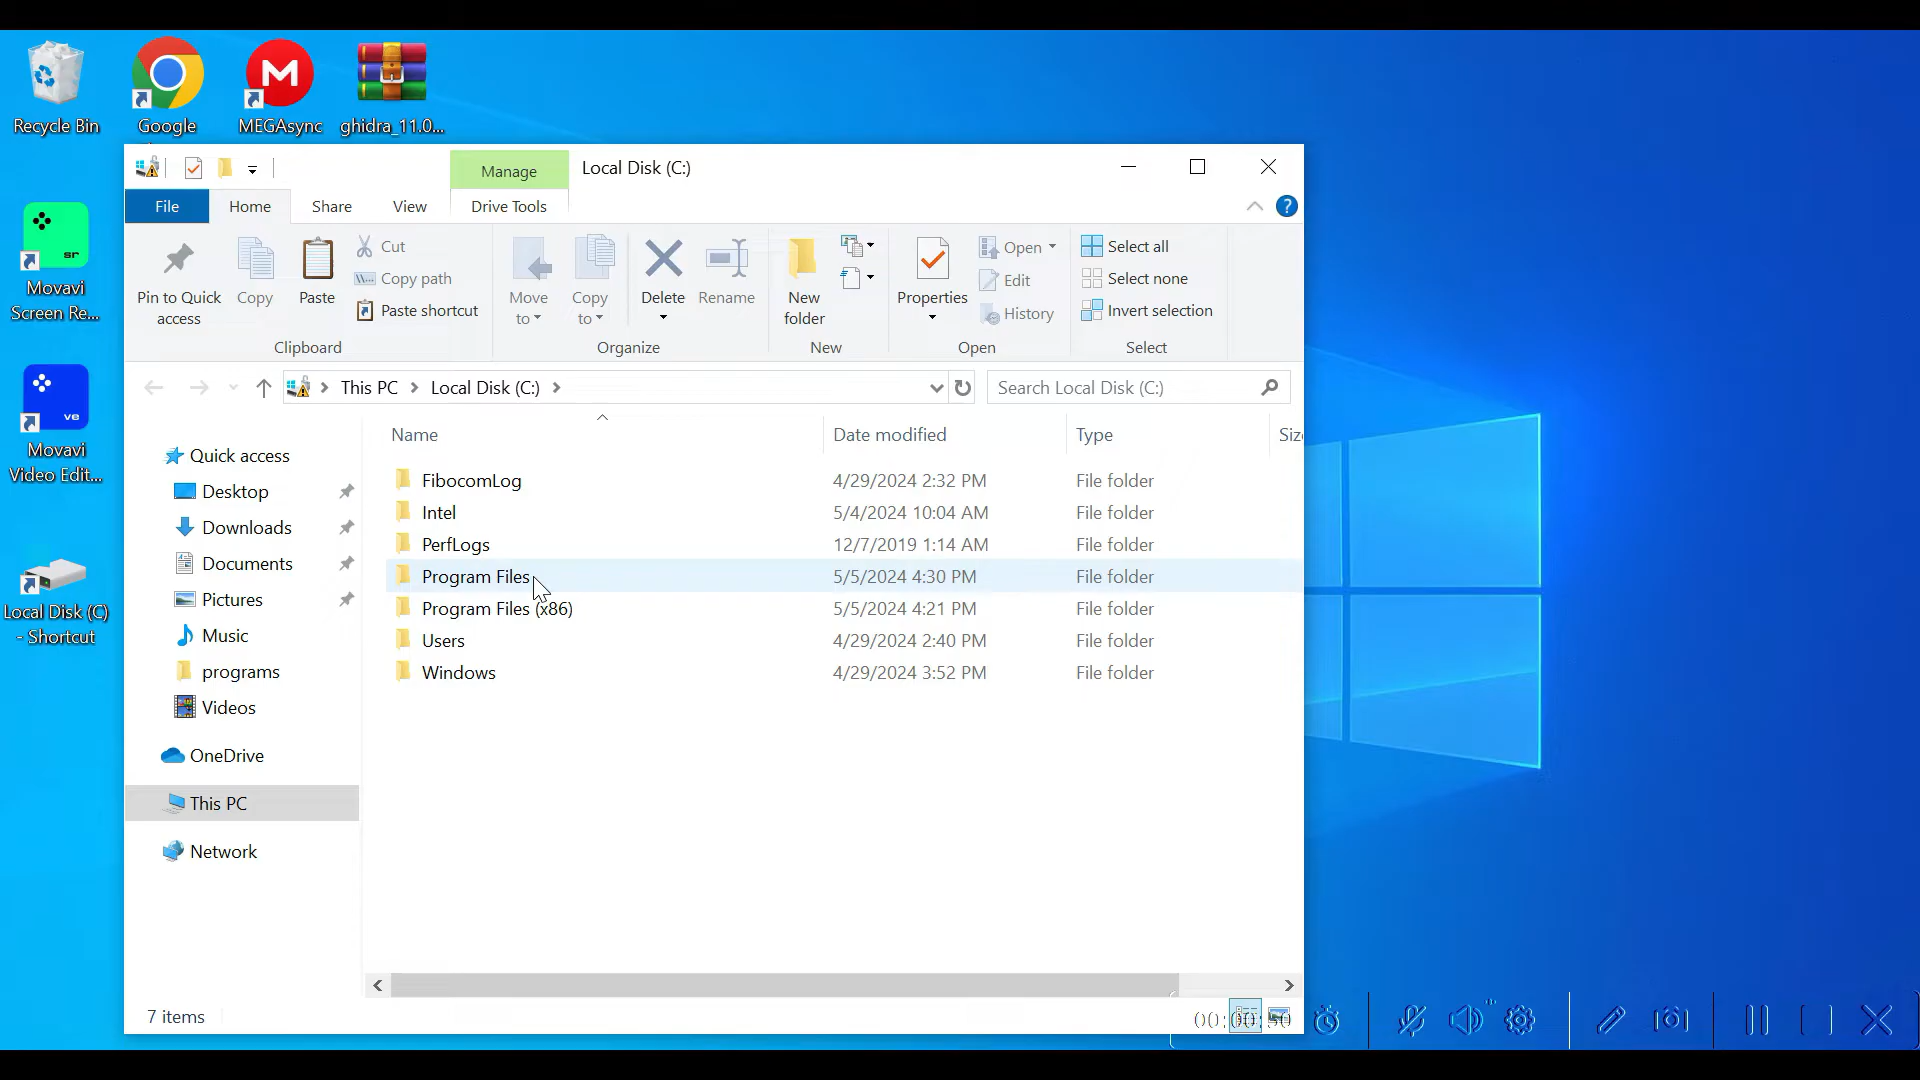 Recycle Bin
Google
MEGAsync
ghidra_11.0...
Movavi
Screen Re...
Movavi
Video Edit...
Local Disk (C)
- Shortcut
Manage
Local Disk (C:)
File
Home
Share
View
Drive Tools
Pin to Quick
access
Copy
Paste
Cut
Copy path
Paste shortcut
Clipboard
Move
to
Copy
to
Delete
Rename
Organize
New
folder
New
Properties
Open
Edit
History
Open
Select all
Select none
Invert selection
Select
This PC
Local Disk (C:)
Search Local Disk (C:)
Quick access
Desktop
Downloads
Documents
Pictures
Music
programs
Videos
OneDrive
This PC
Network
Name Date modified Type Siz
FibocomLog 4/29/2024 2:32 PM File folder
Intel 5/4/2024 10:04 AM File folder
PerfLogs 12/7/2019 1:14 AM File folder
Program Files 5/5/2024 4:30 PM File folder
Program Files (x86) 5/5/2024 4:21 PM File folder
Users 4/29/2024 2:40 PM File folder
Windows 4/29/2024 3:52 PM File folder
7 items